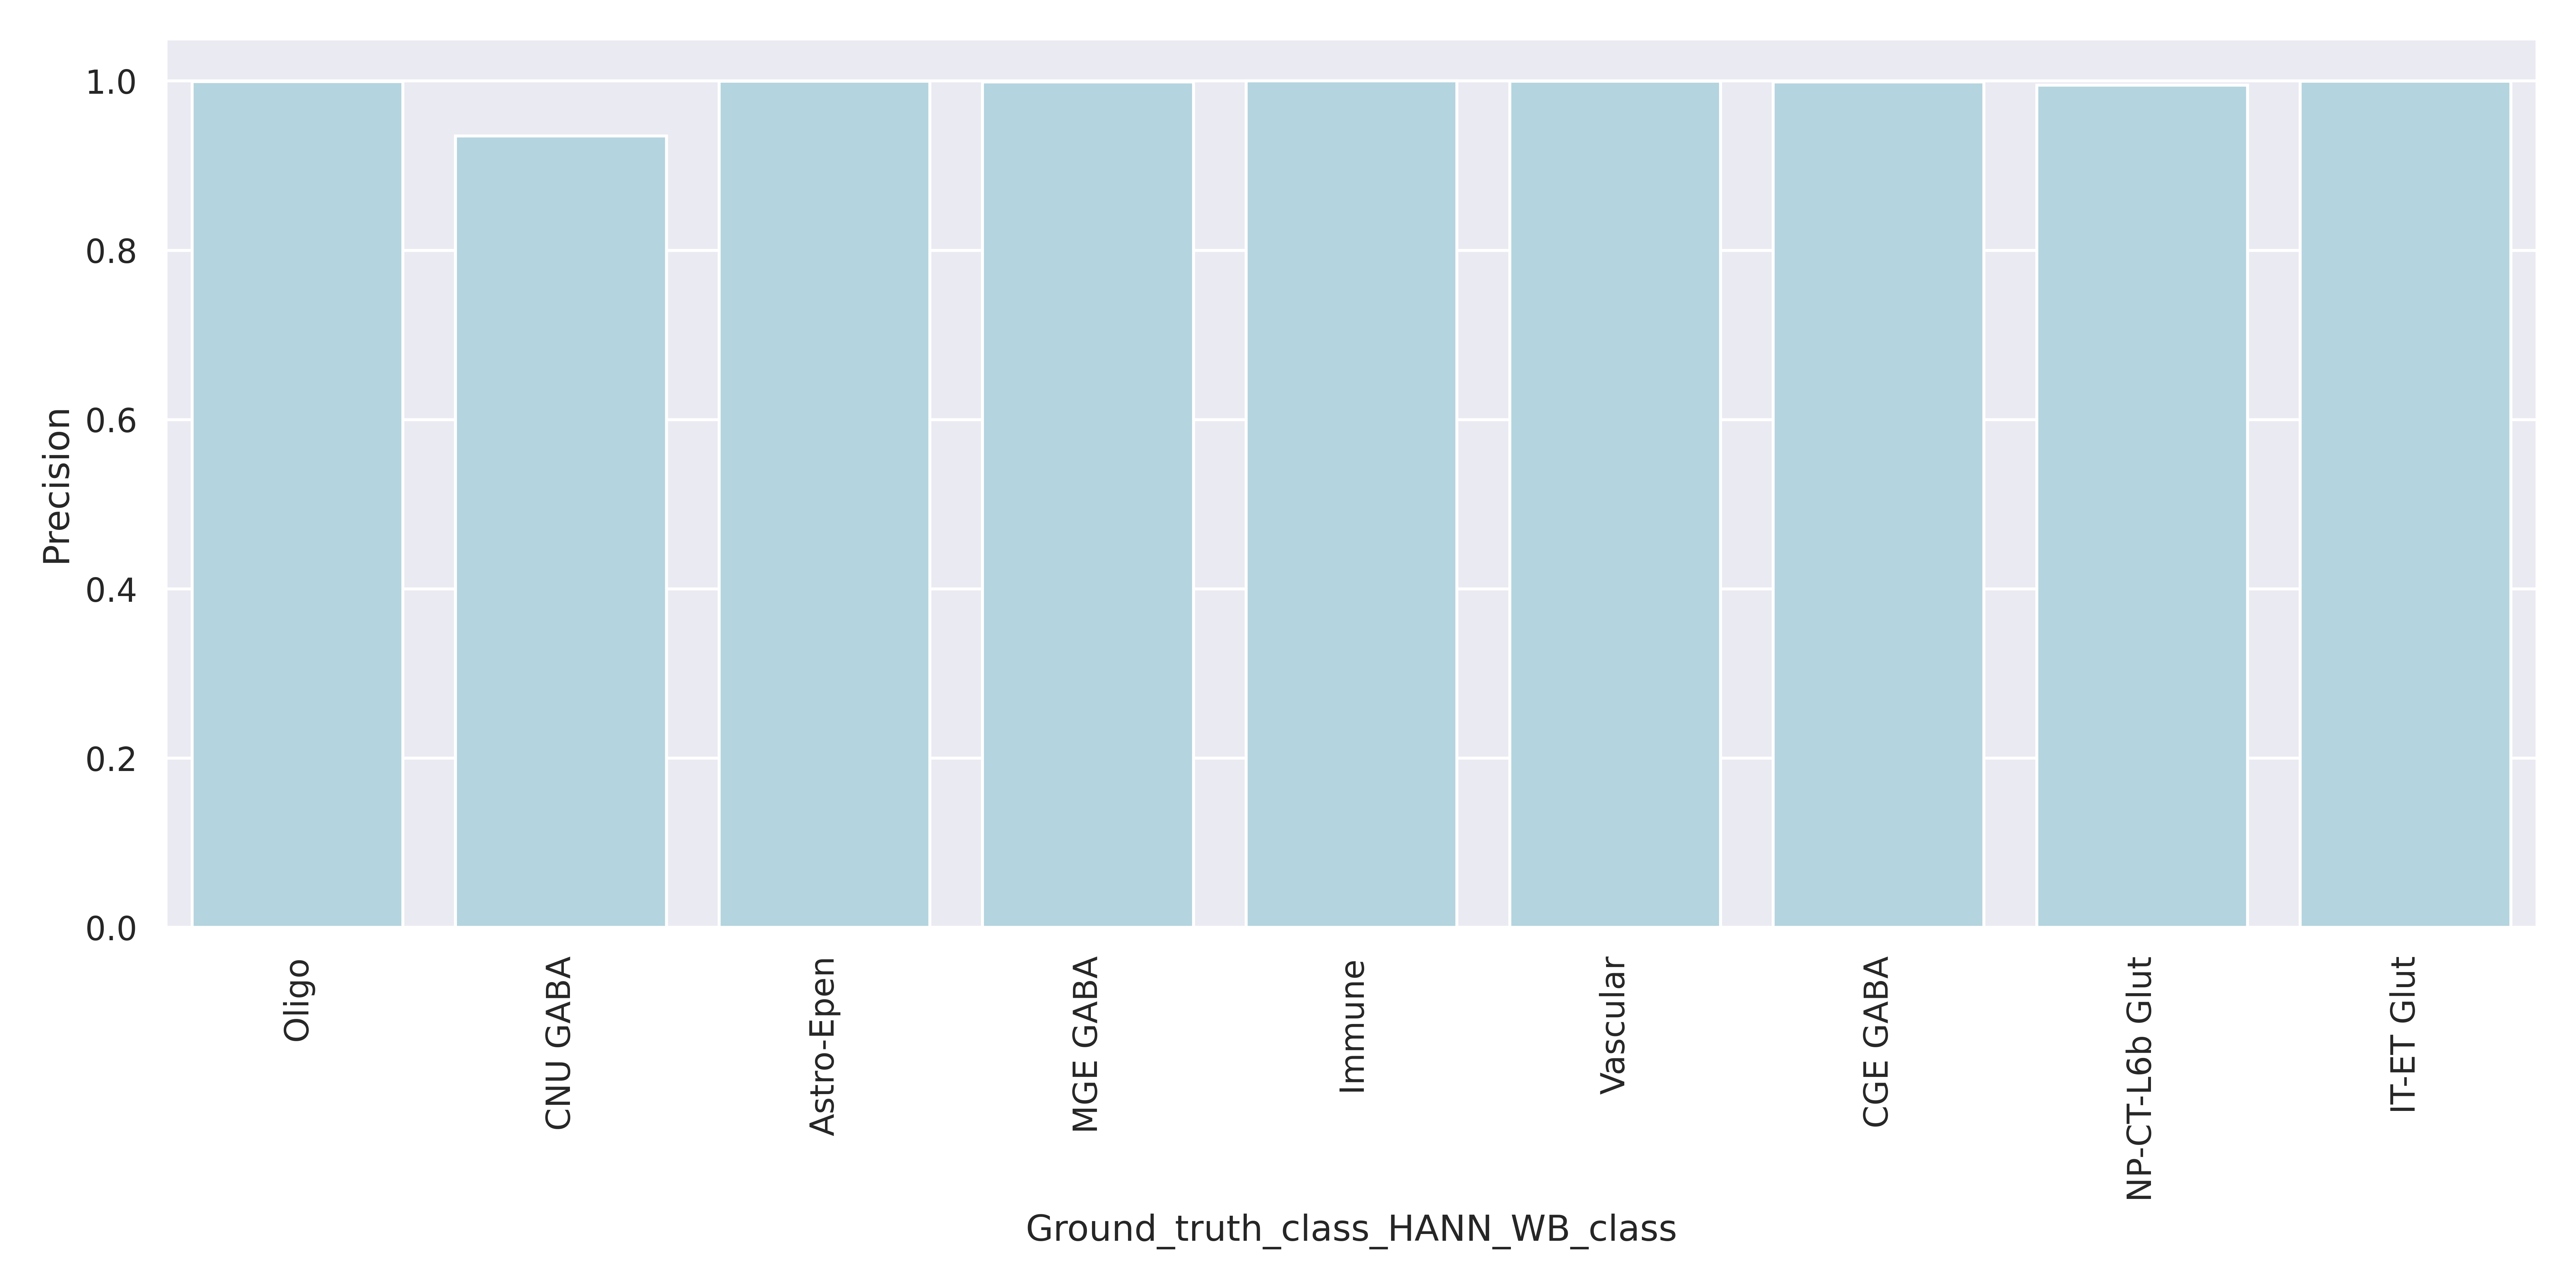 1.0
0.8
0.6
0.4
0.2
0.0
Precision
Oligo
CNU GABA
Astro-Epen
MGE GABA
Immune
Vascular
CGE GABA
NP-CT-L6b Glut
IT-ET Glut
Ground_truth_class_HANN_WB_class